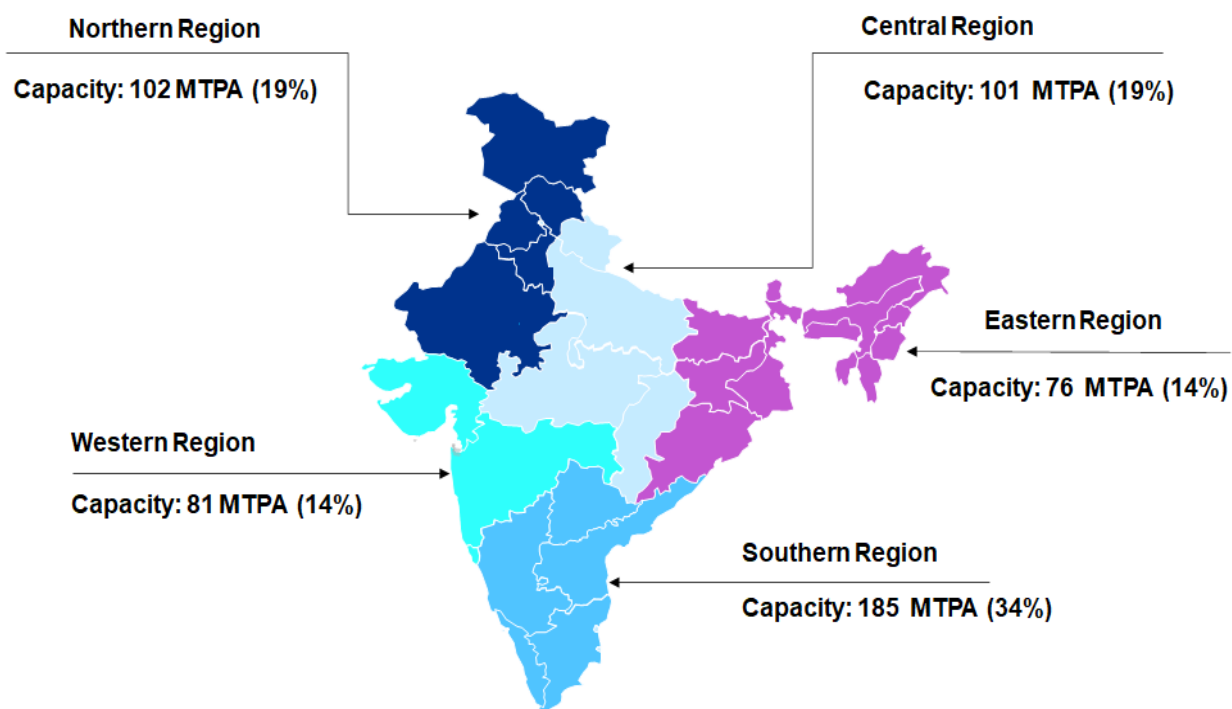 Northern Region
Capacity: 102 MTPA (19%)
Central Region
Capacity: 101 MTPA (19%)
Eastern Region
Capacity: 76 MTPA (14%)
Western Region
Capacity: 81 MTPA (14%)
Southern Region
Capacity: 185 MTPA (34%)